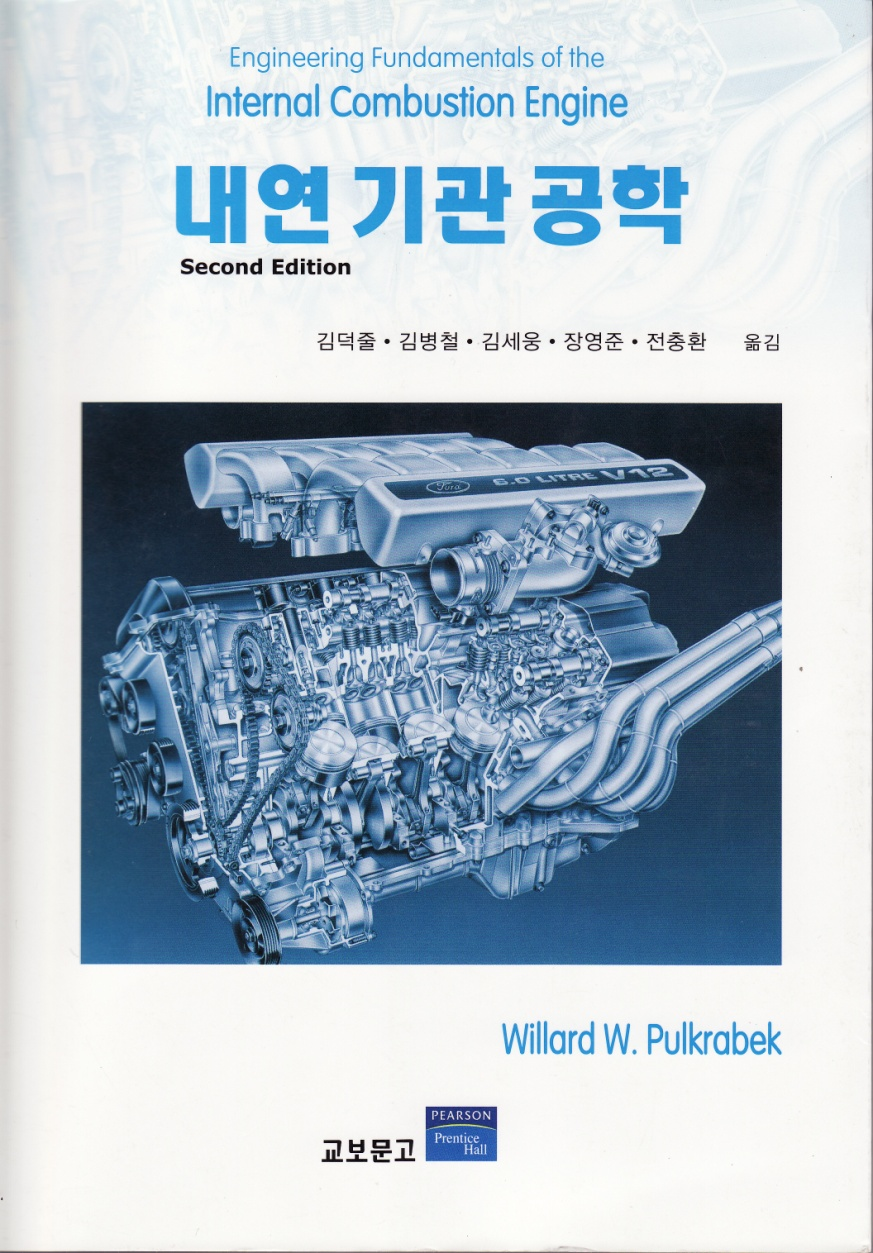 Engineering Fundamentals of the
Internal Combustion Engine
내연 기관 공학
Second Edition
김덕줄 • 김병철 • 김세웅 • 장영준 • 전충환 옮김
Ford 6.0 LITRE V12
Willard W. Pulkrabek
교보문고
PEARSON
Prentice
Hall